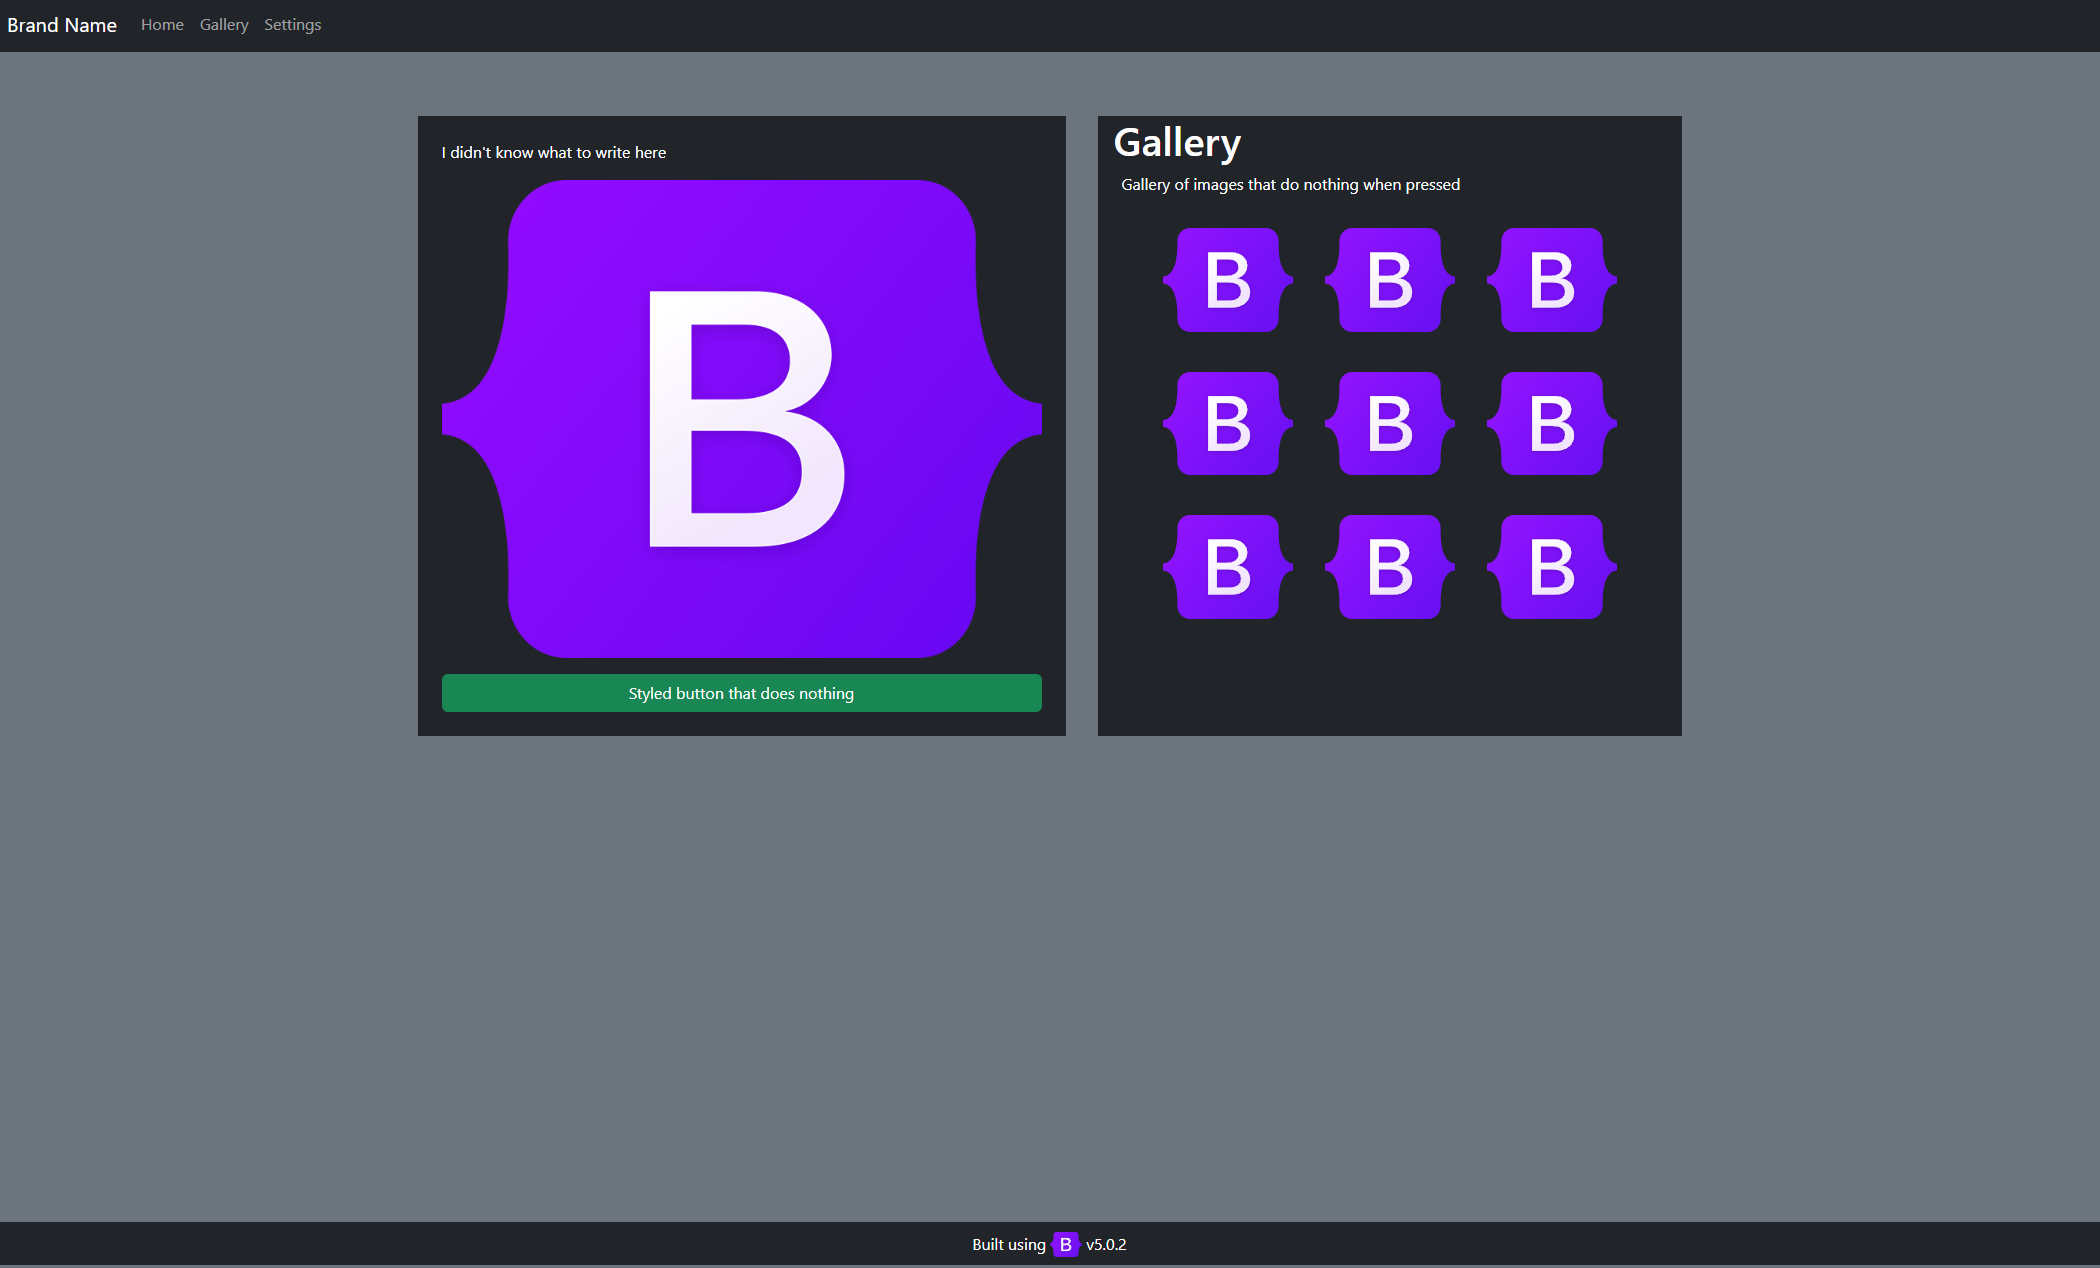 Brand Name Home Gallery Settings
I didn't know what to write here
B
Styled button that does nothing
Gallery
Gallery of images that do nothing when pressed
B B B
B B B
B B B
Built using B v5.0.2